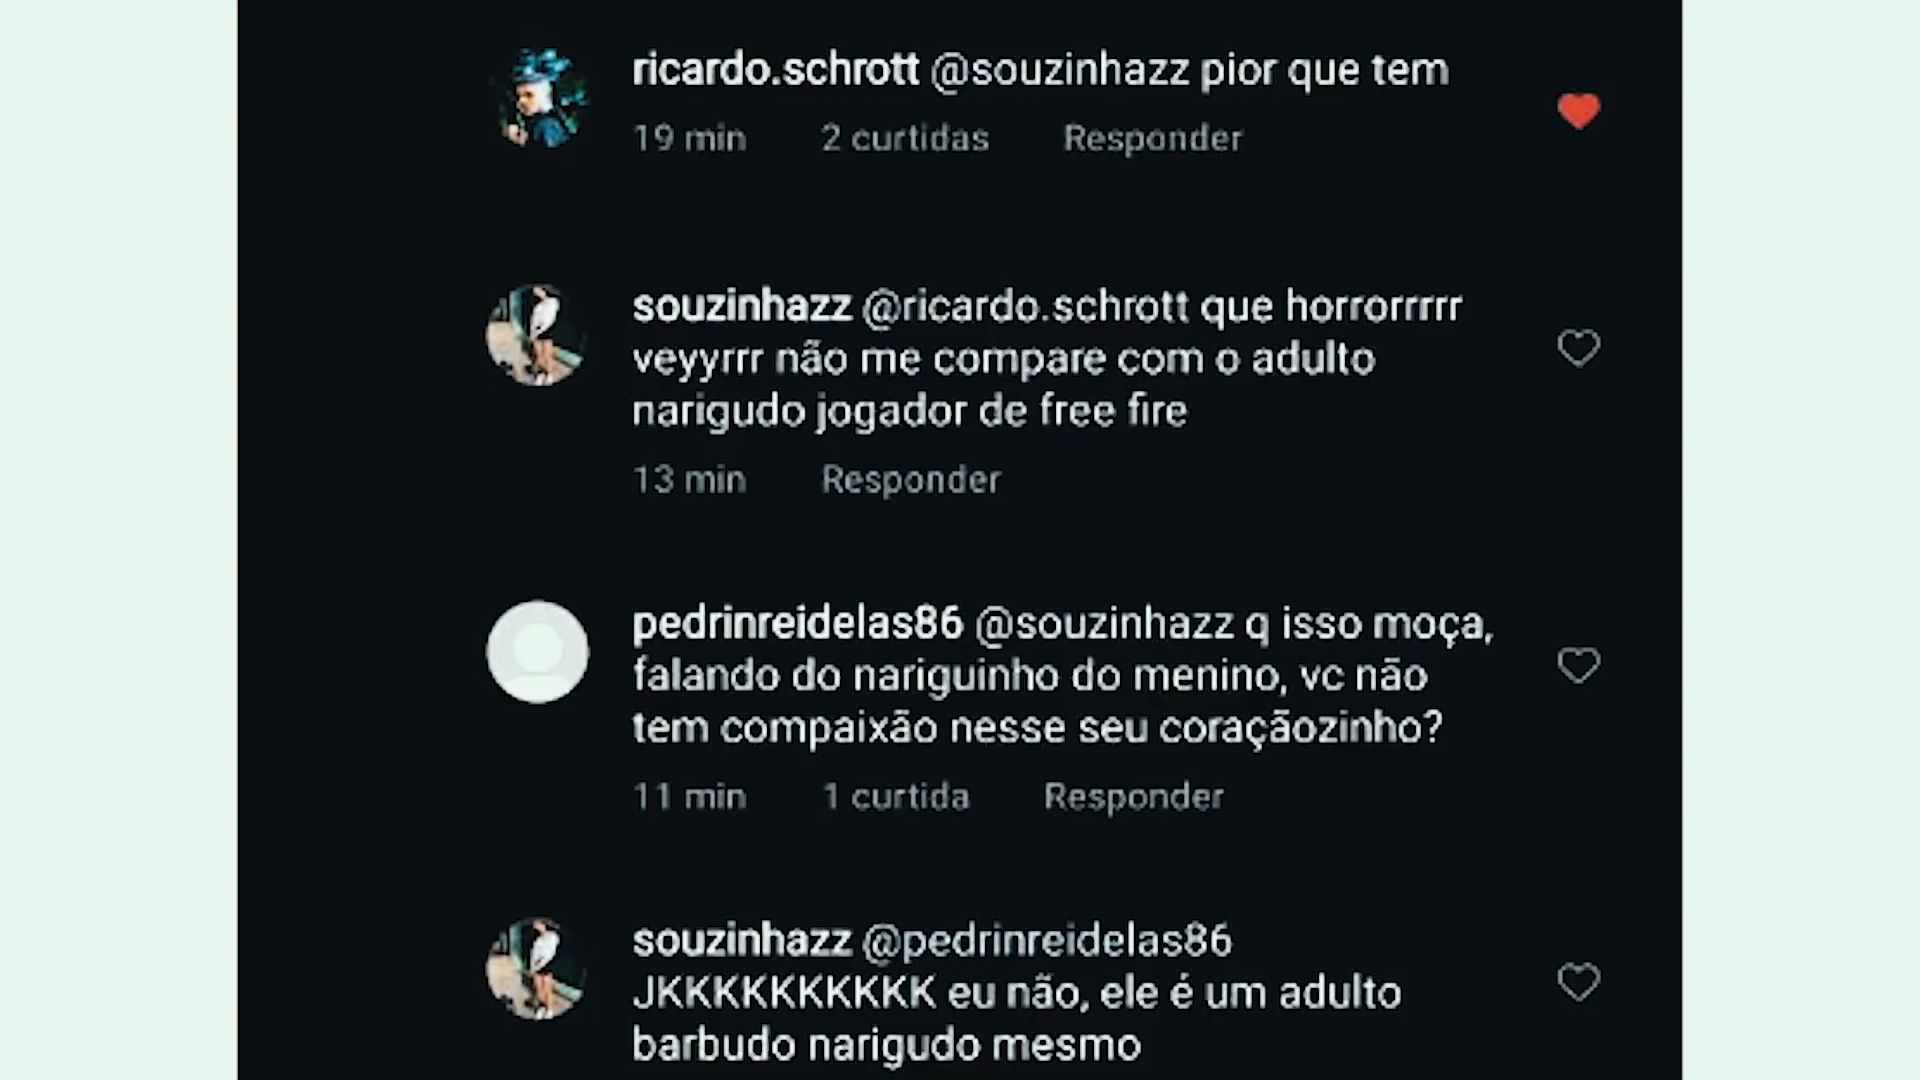 ricardo.schrott @souzinhazz pior que tem
19 min 2 curtidas Responder
souzinhazz @ricardo.schrott que horrorrrrr
veyyrrr não me compare com o adulto
narigudo jogador de free fire
13 min Responder
pedrinreidelas86 @souzinhazz q isso moça,
falando do nariguinho do menino, vc não
tem compaixão nesse seu coraçãozinho?
11 min 1 curtida Responder
souzinhazz @pedrinreidelas86
JKKKKKKKKKK eu não, ele é um adulto
barbudo narigudo mesmo